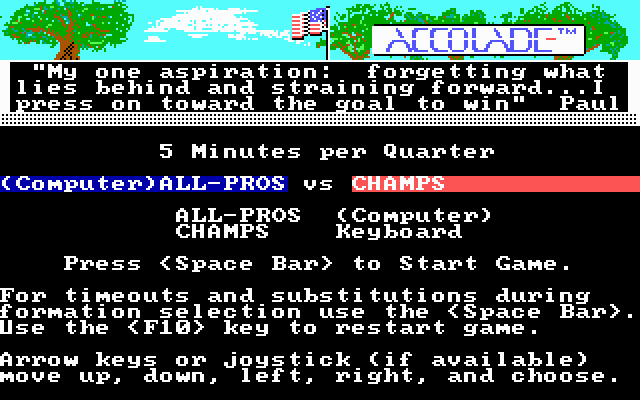 ACCOLADE™
"My one aspiration:  forgetting what
lies behind and straining forward...I
press on toward the goal to win"  Paul
5 Minutes per Quarter
(Computer)ALL-PROS vs CHAMPS
ALL-PROS  (Computer)
CHAMPS    Keyboard
Press <Space Bar> to Start Game.
For timeouts and substitutions during
formation selection use the <Space Bar>.
Use the <F10> key to restart game.
Arrow keys or joystick (if available)
move up, down, left, right, and choose.